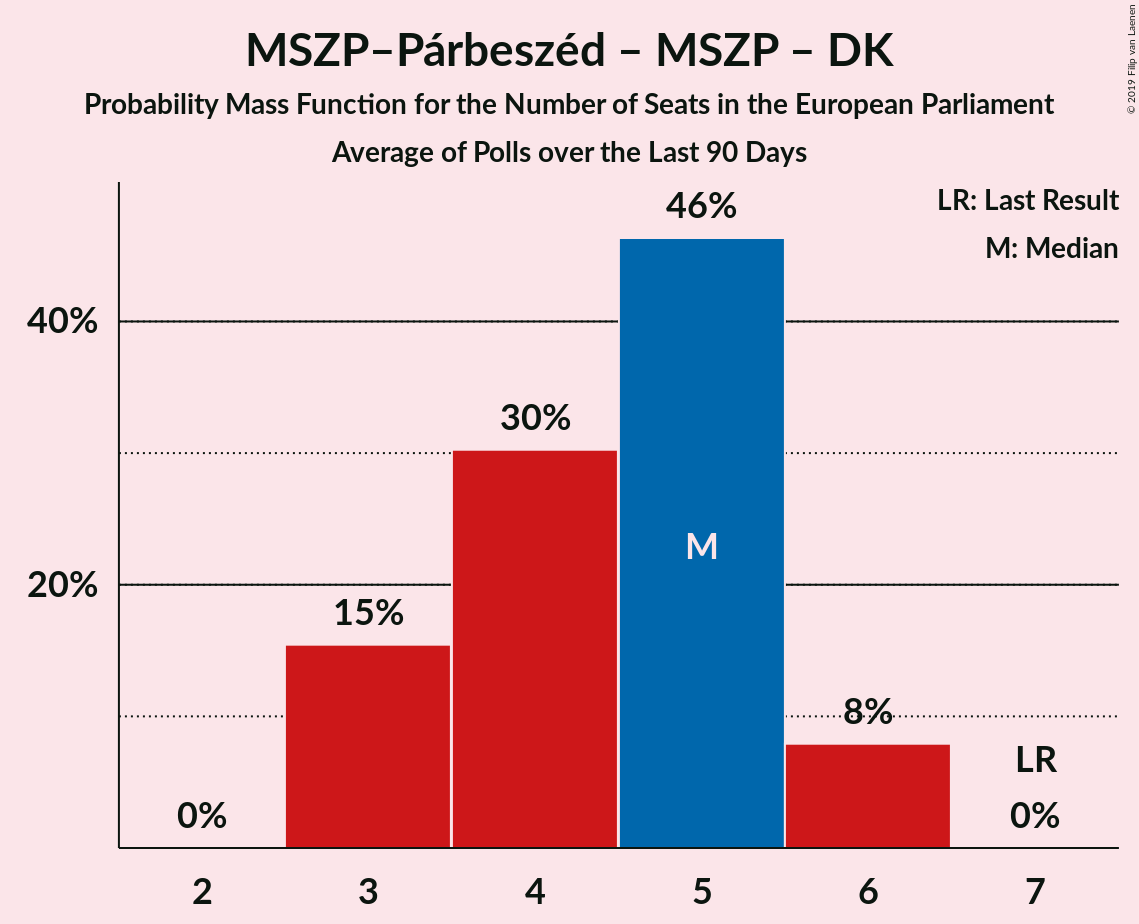 MSZP–Párbeszéd – MSZP – DK
Probability Mass Function for the Number of Seats in the European Parliament
Average of Polls over the Last 90 Days
© 2019 Filip van Laenen
LR: Last Result
M: Median
46%
40%
30%
M
20%
15%
8%
LR
0%
0%
2 3 4 5 6 7